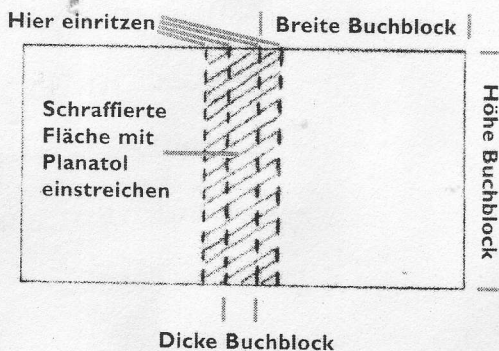 Hier einritzen
Breite Buchblock
Schraffierte
Fläche mit
Planatol
einstreichen
Höhe Buchblock
Dicke Buchblock